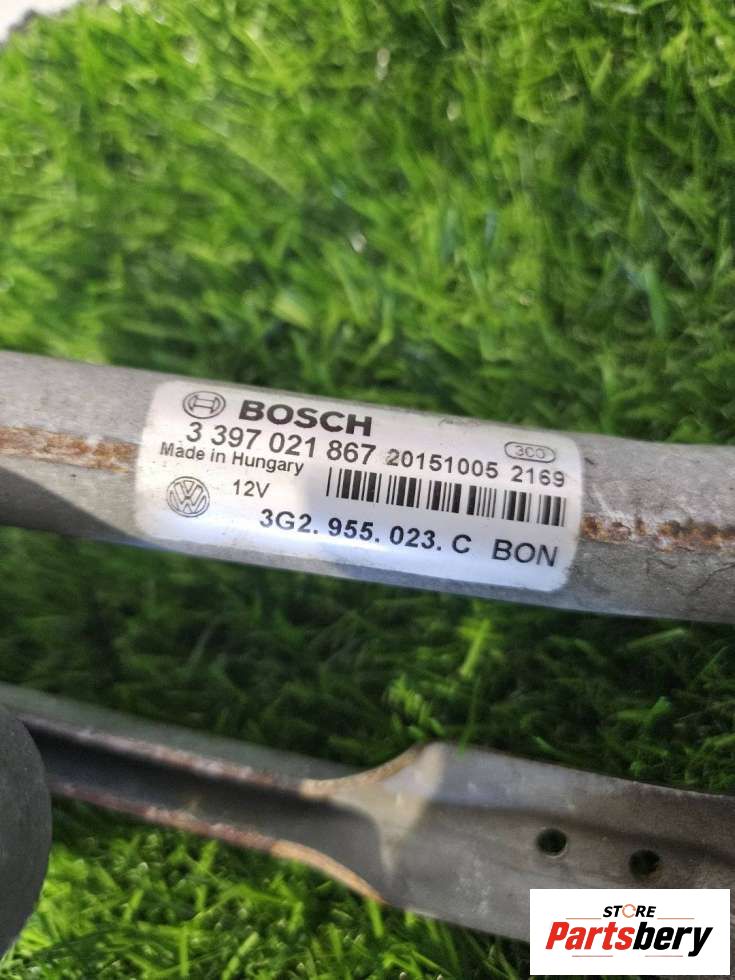 BOSCH
3 397 021 867 20151005 2169
3C0
Made in Hungary
12V
3G2. 955. 023. C BON
STORE
Partsbery